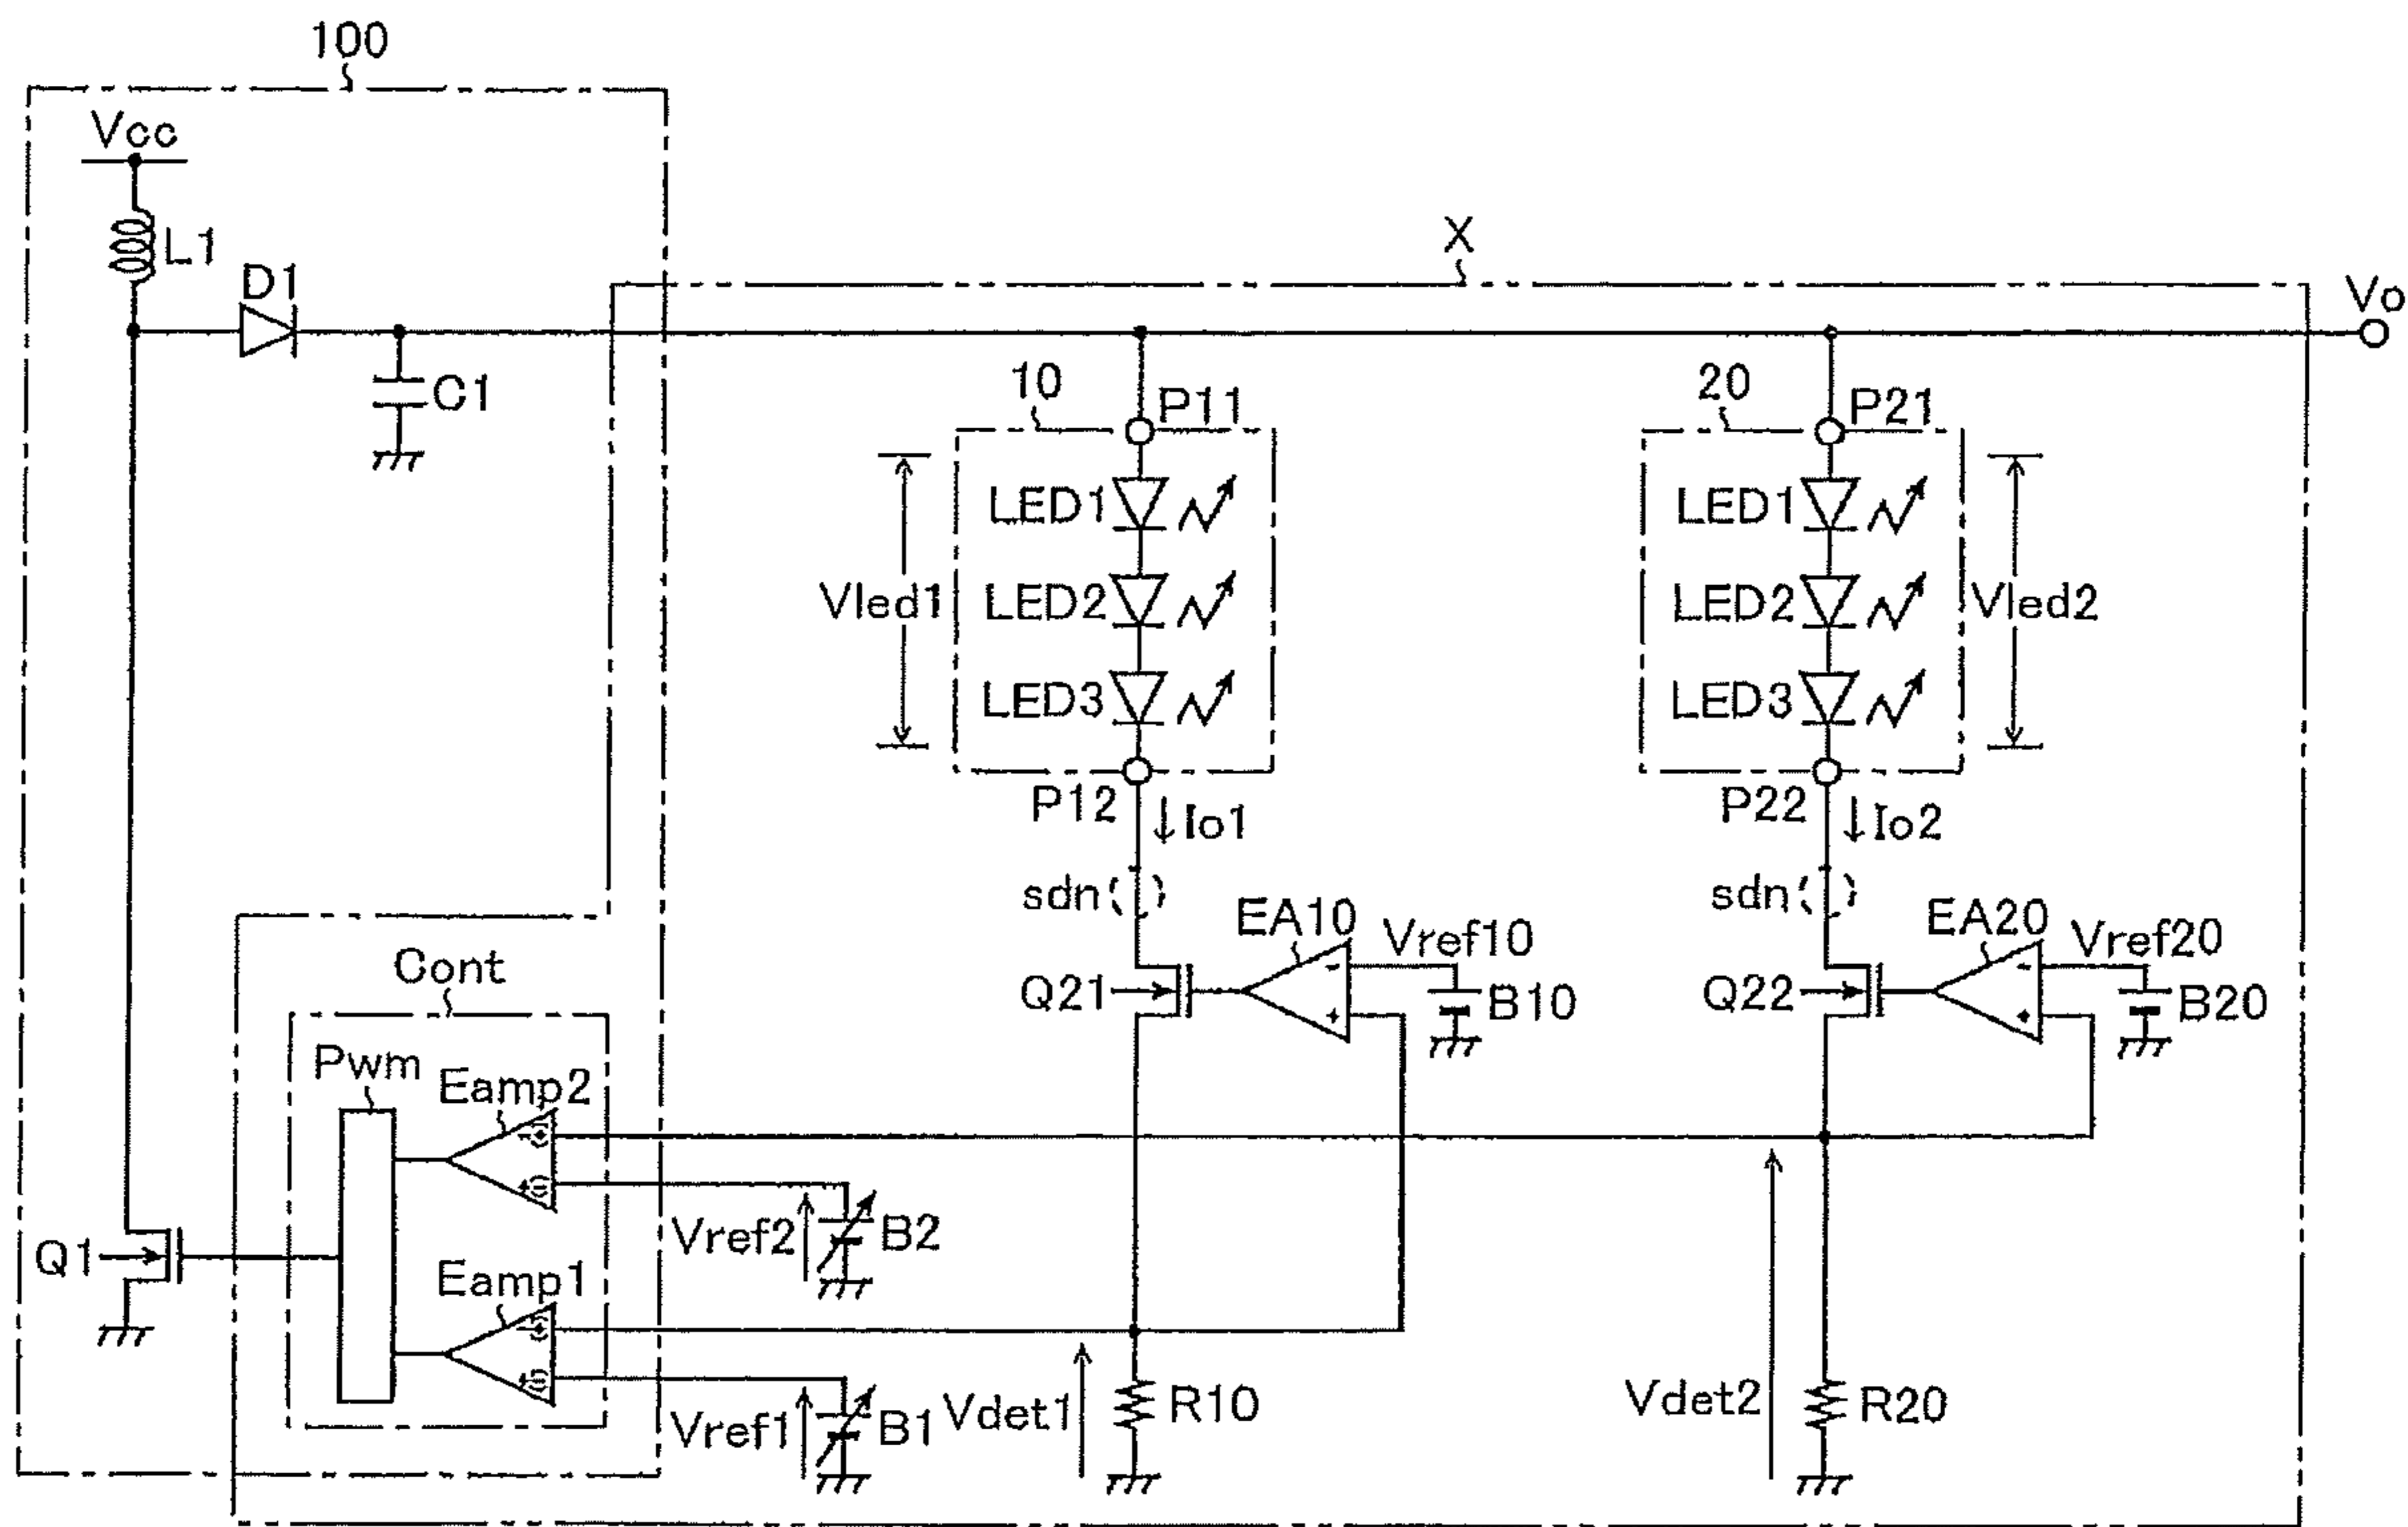 100
Vcc
L1
D1
C1
X
Vo
10
P11
20
P21
LED1
LED1
Vled1
LED2
LED2
Vled2
LED3
LED3
P12
Io1
P22
Io2
sdn
sdn
EA10
Vref10
EA20
Vref20
-
-
Q21
B10
Q22
B20
+
+
Cont
Pwm
Eamp2
Vref2
B2
Q1
Eamp1
Vref1
B1
Vdet1
R10
Vdet2
R20